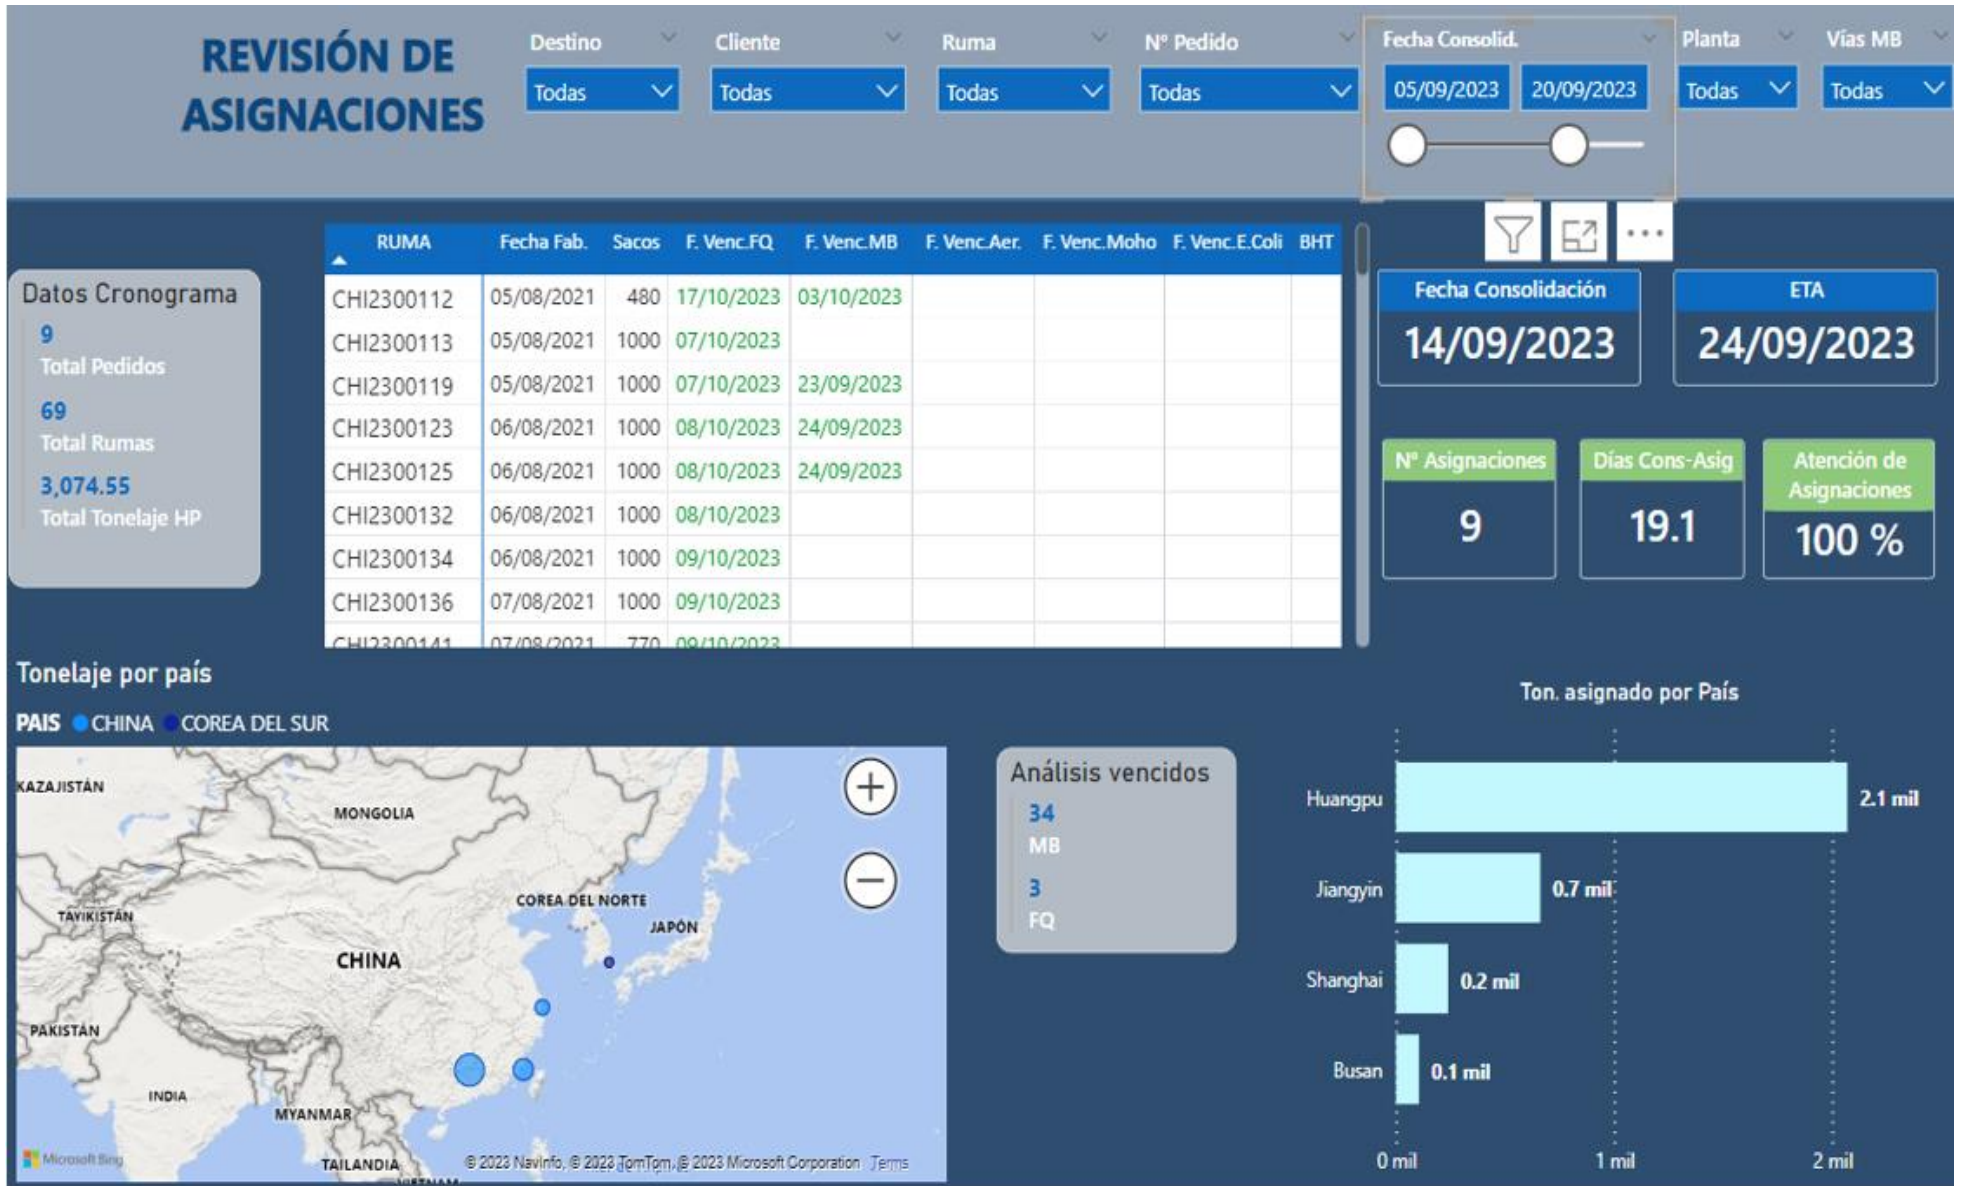 REVISIÓN DE
ASIGNACIONES
Destino
Todas
Cliente
Todas
Ruma
Todas
Nº Pedido
Todas
Fecha Consolid.
05/09/2023 20/09/2023
Planta
Todas
Vías MB
Todas
Datos Cronograma
9
Total Pedidos
69
Total Rumas
3,074.55
Total Tonelaje HP
RUMA Fecha Fab. Sacos F. Venc.FQ F. Venc.MB F. Venc.Aer. F. Venc.Moho F. Venc.E.Coli BHT
CHI2300112 05/08/2021 480 17/10/2023 03/10/2023
CHI2300113 05/08/2021 1000 07/10/2023
CHI2300119 05/08/2021 1000 07/10/2023 23/09/2023
CHI2300123 06/08/2021 1000 08/10/2023 24/09/2023
CHI2300125 06/08/2021 1000 08/10/2023 24/09/2023
CHI2300132 06/08/2021 1000 08/10/2023
CHI2300134 06/08/2021 1000 09/10/2023
CHI2300136 07/08/2021 1000 09/10/2023
CHI2300141 07/08/2021 770 09/10/2023
Fecha Consolidación
14/09/2023
ETA
24/09/2023
Nº Asignaciones
9
Días Cons-Asig
19.1
Atención de
Asignaciones
100 %
Tonelaje por país
PAIS CHINA COREA DEL SUR
KAZAJISTÁN
MONGOLIA
COREA DEL NORTE
JAPÓN
TAYIKISTÁN
CHINA
PAKISTÁN
INDIA
MYANMAR
TAILANDIA
VIETNAM
Microsoft Bing
© 2023 NavInfo, © 2023 TomTom, © 2023 Microsoft Corporation Terms
Análisis vencidos
34
MB
3
FQ
Ton. asignado por País
Huangpu 2.1 mil
Jiangyin 0.7 mil
Shanghai 0.2 mil
Busan 0.1 mil
0 mil 1 mil 2 mil